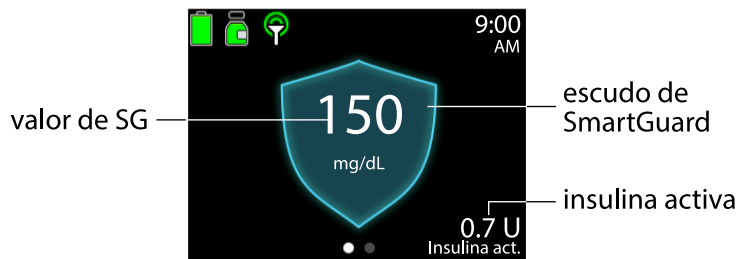 9:00
AM
valor de SG
150
mg/dL
escudo de
SmartGuard
insulina activa
0.7 U
Insulina act.